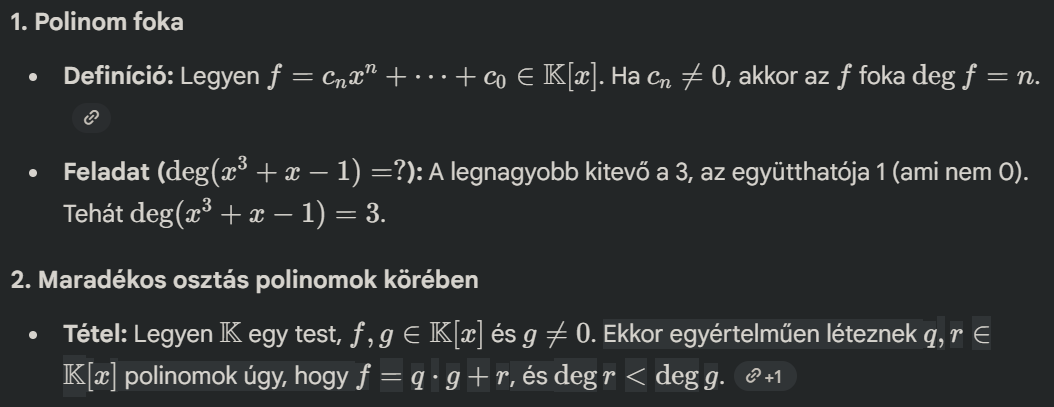 1. Polinom foka
• Definíció: Legyen f = cₙxⁿ + ⋯ + c₀ ∈ 𝕂[x]. Ha cₙ ≠ 0, akkor az f foka deg f = n.
• Feladat (deg(x³ + x − 1) =?): A legnagyobb kitevő a 3, az együtthatója 1 (ami nem 0).
Tehát deg(x³ + x − 1) = 3.
2. Maradékos osztás polinomok körében
• Tétel: Legyen 𝕂 egy test, f, g ∈ 𝕂[x] és g ≠ 0. Ekkor egyértelműen léteznek q, r ∈
𝕂[x] polinomok úgy, hogy f = q · g + r, és deg r < deg g. +1